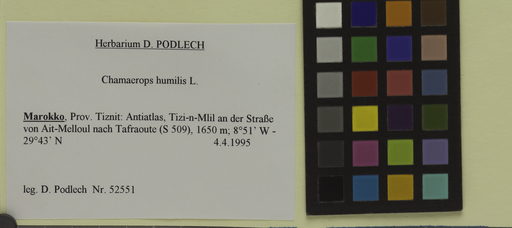 Herbarium D. PODLECH
Chamaerops humilis L.
Marokko, Prov. Tiznit: Antiatlas, Tizi-n-Mlil an der Straße
von Ait-Melloul nach Tafraoute (S 509), 1650 m; 8°51' W -
29°43' N 4.4.1995
leg. D. Podlech Nr. 52551